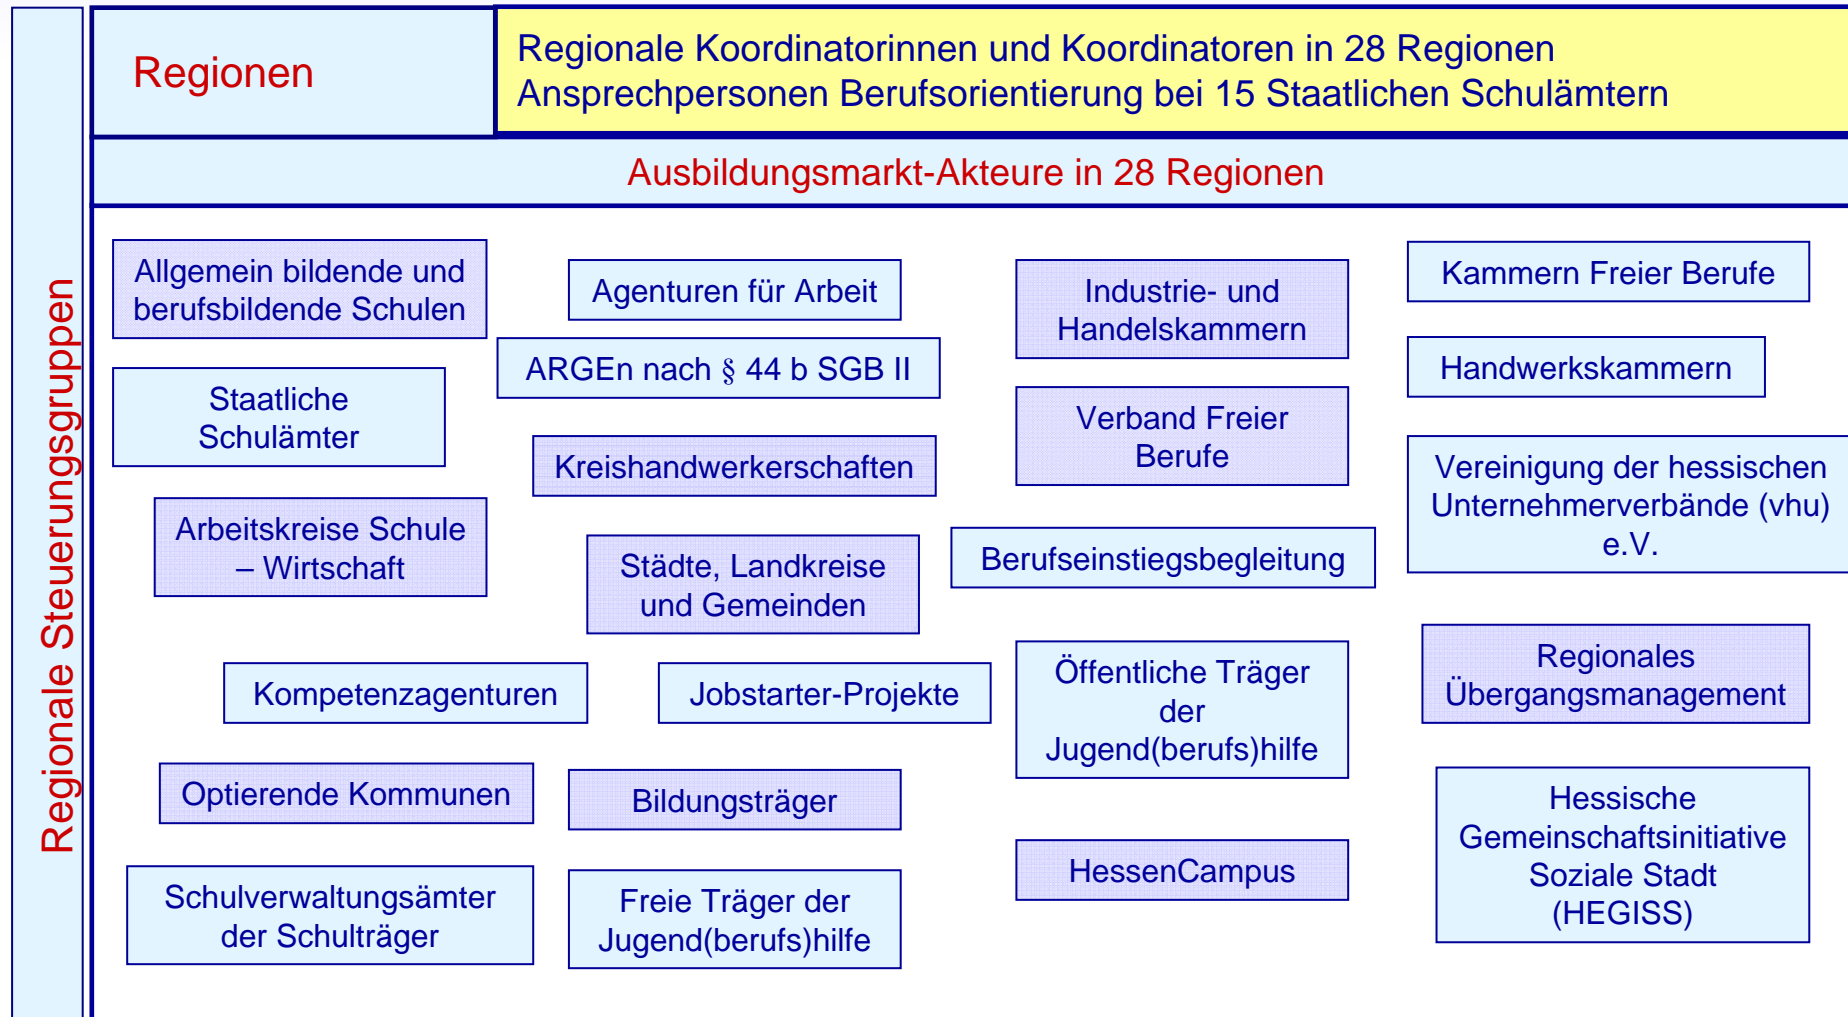 Regionale Steuerungsgruppen
Regionen
Regionale Koordinatorinnen und Koordinatoren in 28 Regionen
Ansprechpersonen Berufsorientierung bei 15 Staatlichen Schulämtern
Ausbildungsmarkt-Akteure in 28 Regionen
Allgemein bildende und
berufsbildende Schulen
Staatliche
Schulämter
Arbeitskreise Schule
– Wirtschaft
Kompetenzagenturen
Optierende Kommunen
Schulverwaltungsämter
der Schulträger
Agenturen für Arbeit
ARGEn nach § 44 b SGB II
Kreishandwerkerschaften
Städte, Landkreise
und Gemeinden
Jobstarter-Projekte
Bildungsträger
Freie Träger der
Jugend(berufs)hilfe
Industrie- und
Handelskammern
Verband Freier
Berufe
Berufseinstiegsbegleitung
Öffentliche Träger
der
Jugend(berufs)hilfe
HessenCampus
Kammern Freier Berufe
Handwerkskammern
Vereinigung der hessischen
Unternehmerverbände (vhu)
e.V.
Regionales
Übergangsmanagement
Hessische
Gemeinschaftsinitiative
Soziale Stadt
(HEGISS)